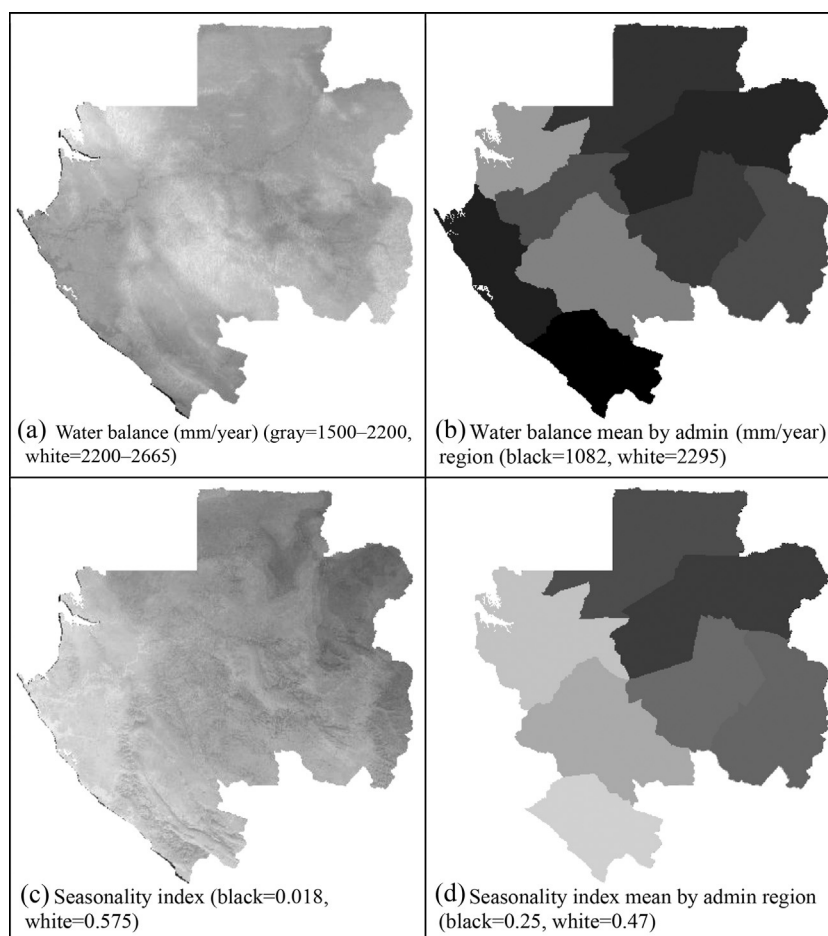 (a) Water balance (mm/year) (gray=1500–2200,
white=2200–2665)
(b) Water balance mean by admin (mm/year)
region (black=1082, white=2295)
(c) Seasonality index (black=0.018,
white=0.575)
(d) Seasonality index mean by admin region
(black=0.25, white=0.47)